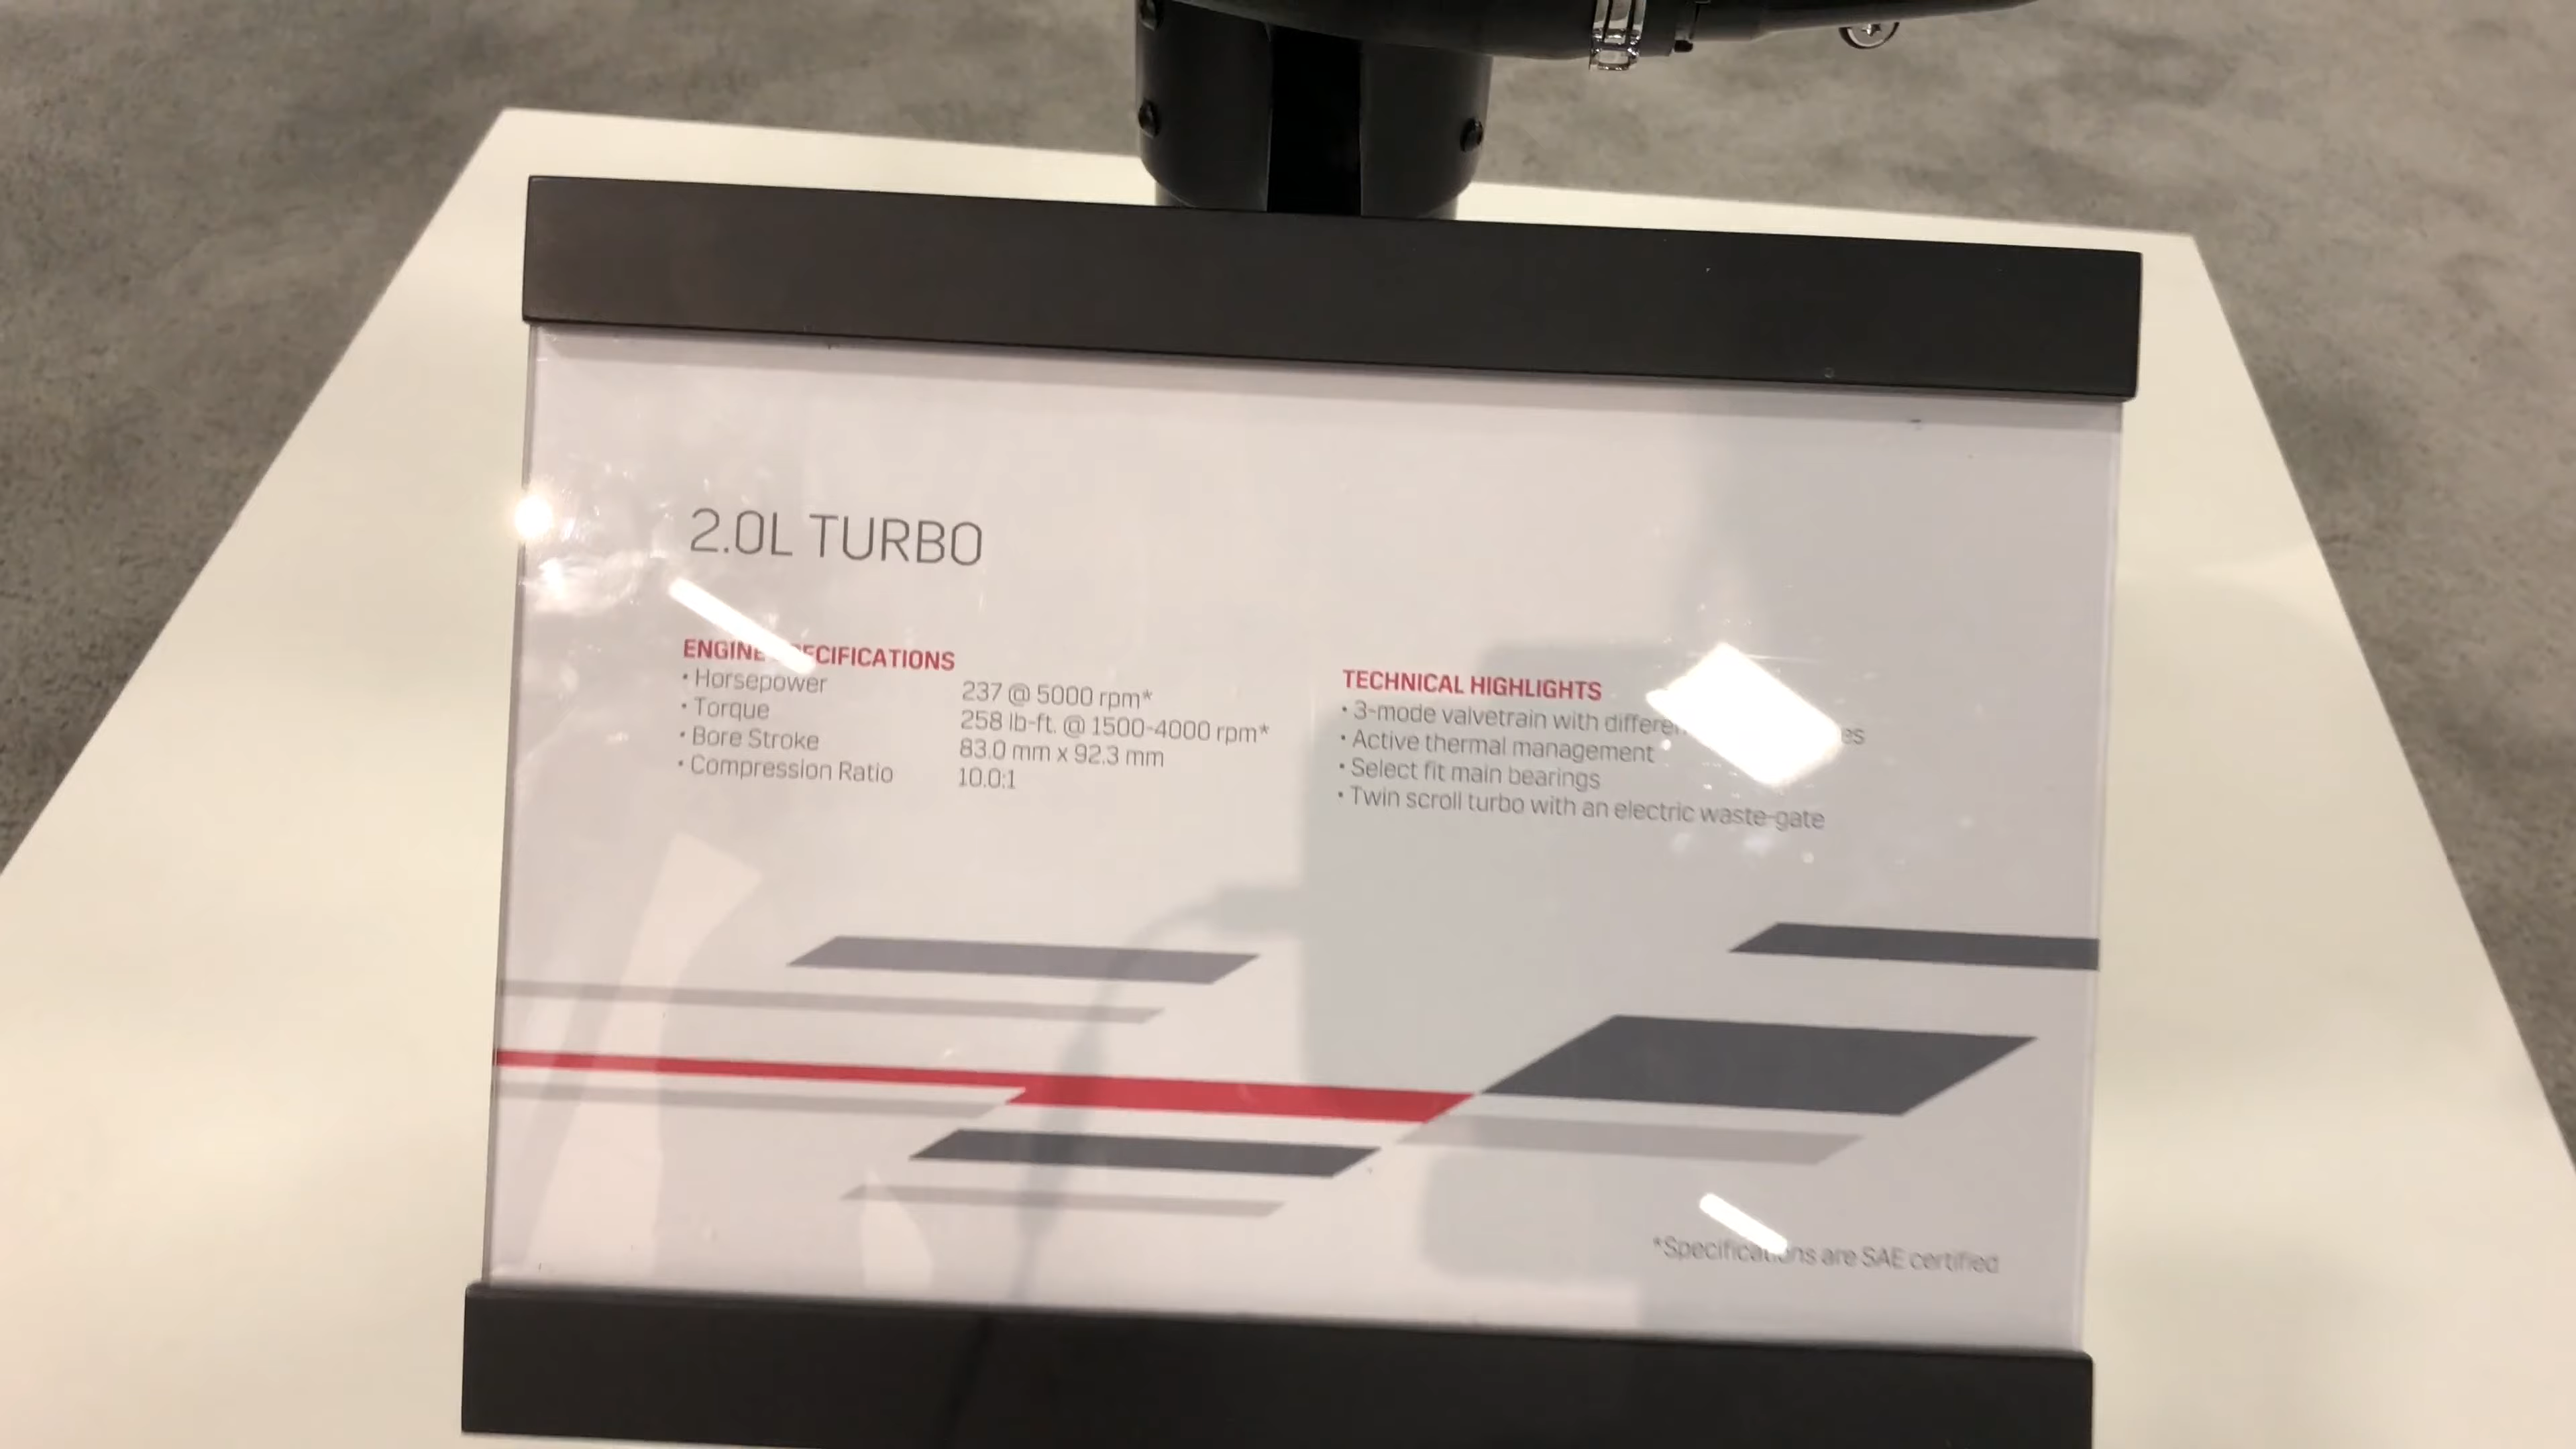 2.0L TURBO
ENGINE SPECIFICATIONS
• Horsepower 237 @ 5000 rpm*
• Torque 258 lb-ft. @ 1500-4000 rpm*
• Bore Stroke 83.0 mm x 92.3 mm
• Compression Ratio 10.0:1
TECHNICAL HIGHLIGHTS
• 3-mode valvetrain with
• Active thermal management
• Select fit main bearings
• Twin scroll turbo with an electric waste-gate
*Specifications are SAE certified